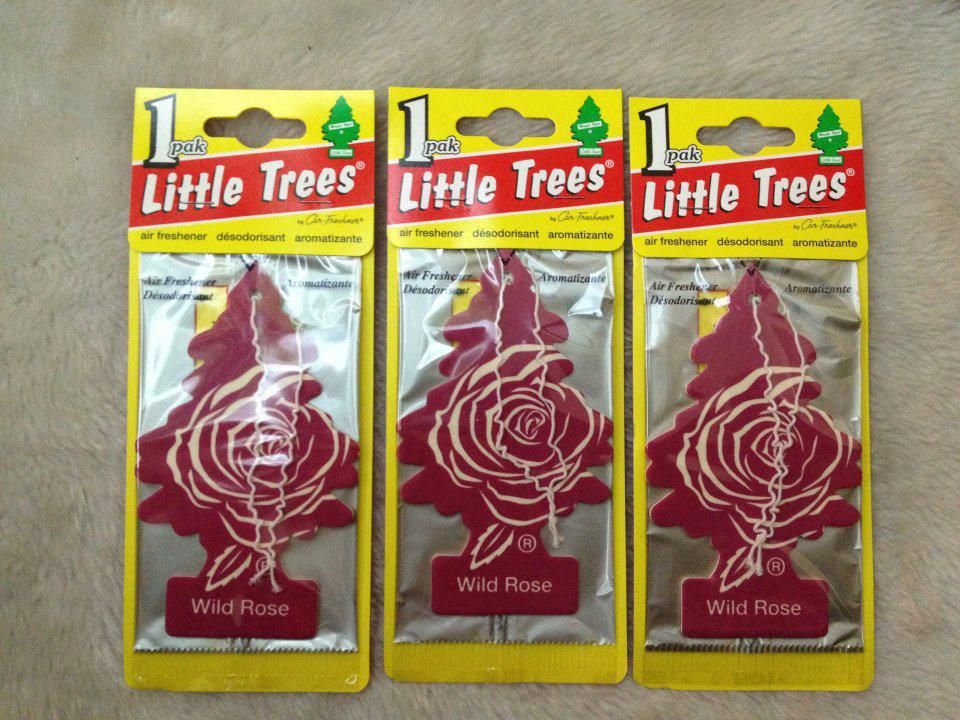 1 pak
Little Trees®
by Car-Freshner®
air freshener désodorisant aromatizante
Air Freshener Aromatizante
Désodorisant
®
Wild Rose
1 pak
Little Trees®
by Car-Freshner®
air freshener désodorisant aromatizante
Air Freshener Aromatizante
Désodorisant
®
Wild Rose
1 pak
Magic Tree
Little Trees®
by Car-Freshner®
air freshener désodorisant aromatizante
Air Freshener Aromatizante
Désodorisant
®
Wild Rose